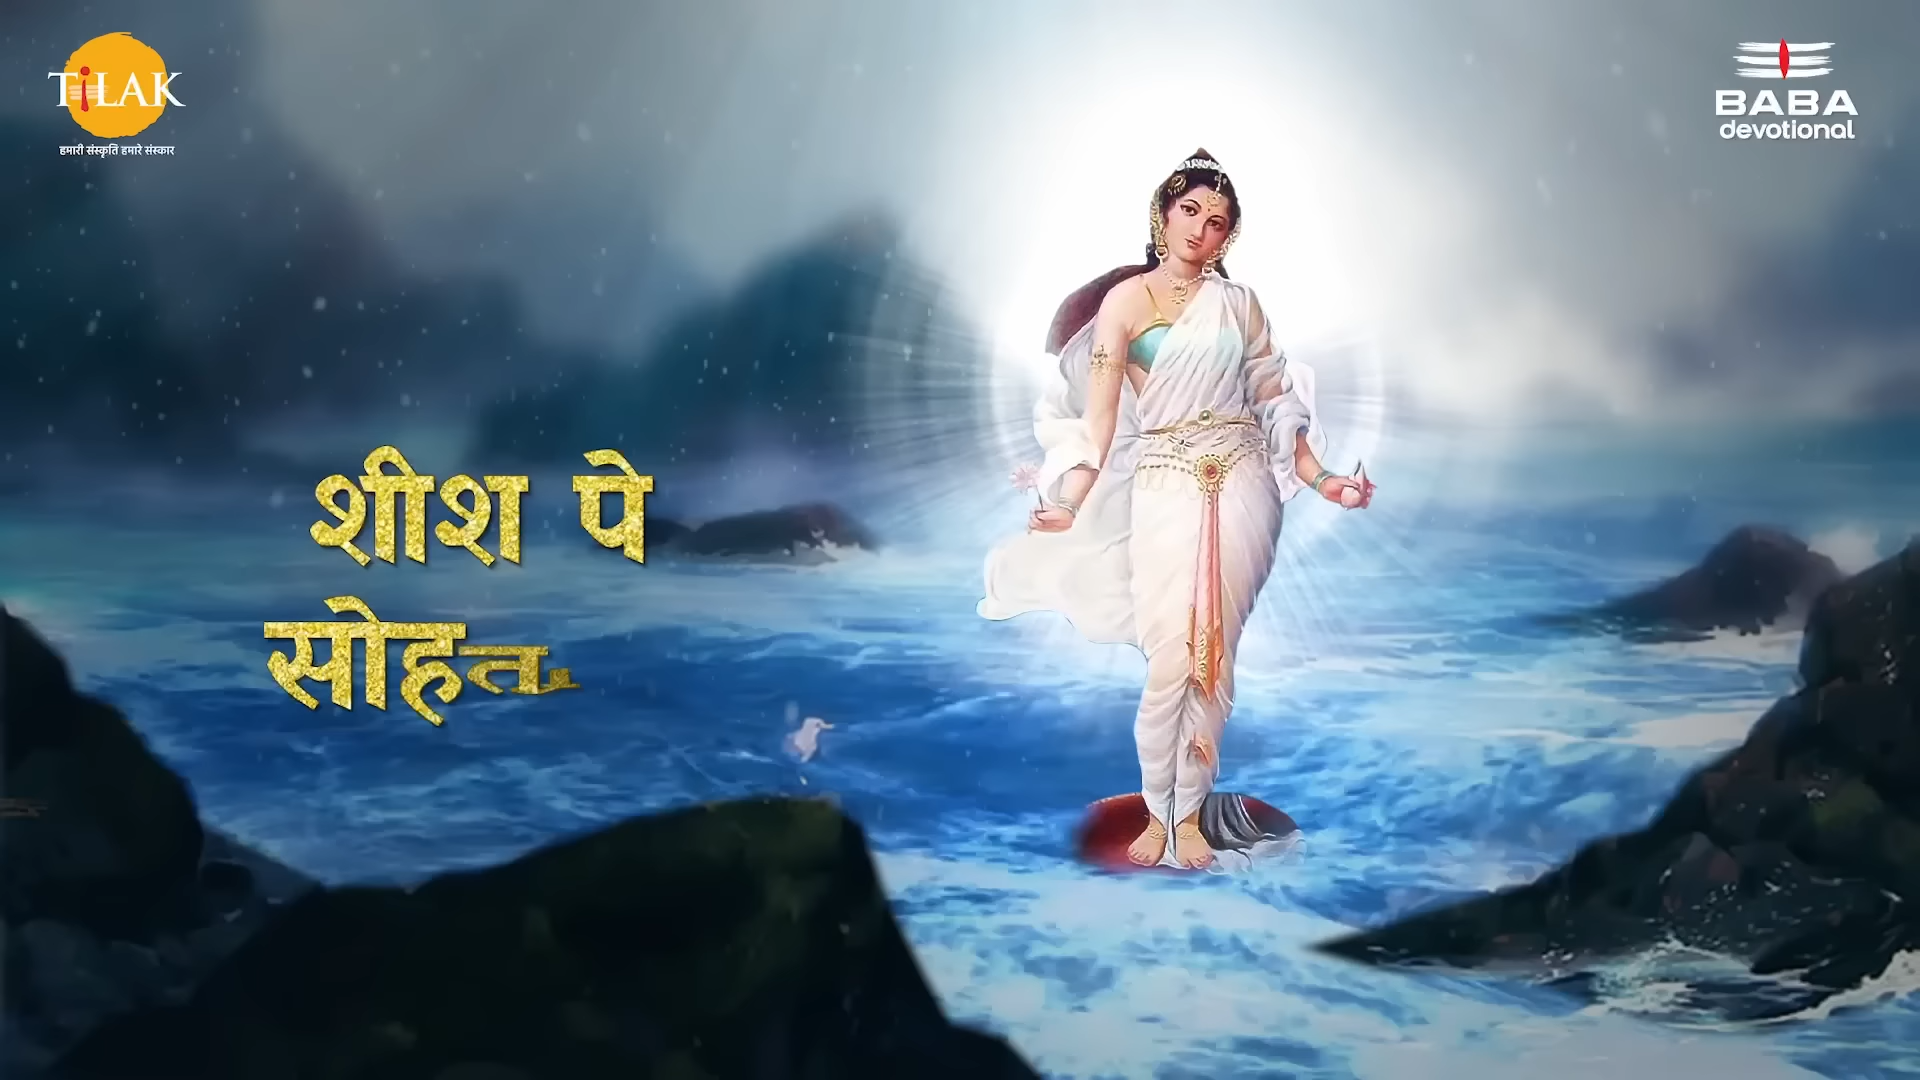 TiLAK
हमारी संस्कृति हमारे संस्कार
BABA
devotional
शीश पे
सोहत